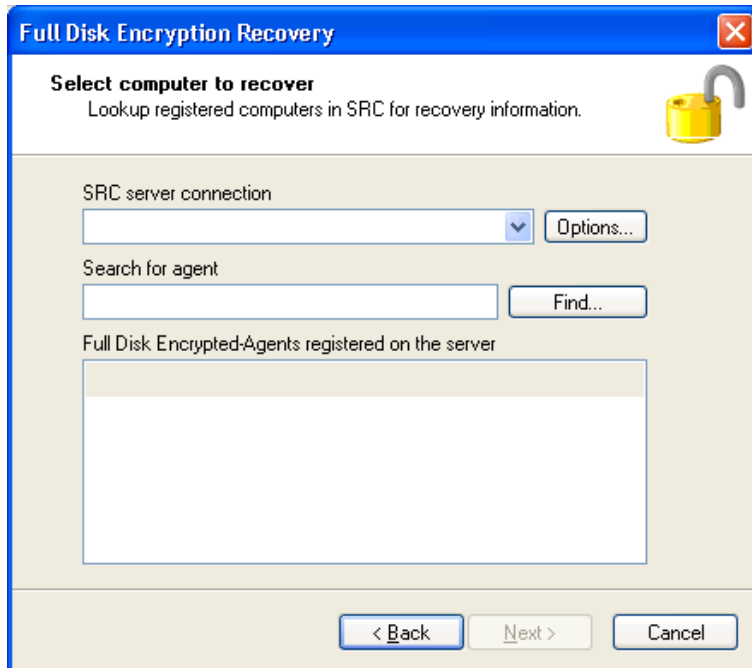 Full Disk Encryption Recovery
Select computer to recover
Lookup registered computers in SRC for recovery information.
SRC server connection
Options...
Search for agent
Find...
Full Disk Encrypted-Agents registered on the server
< Back Next > Cancel